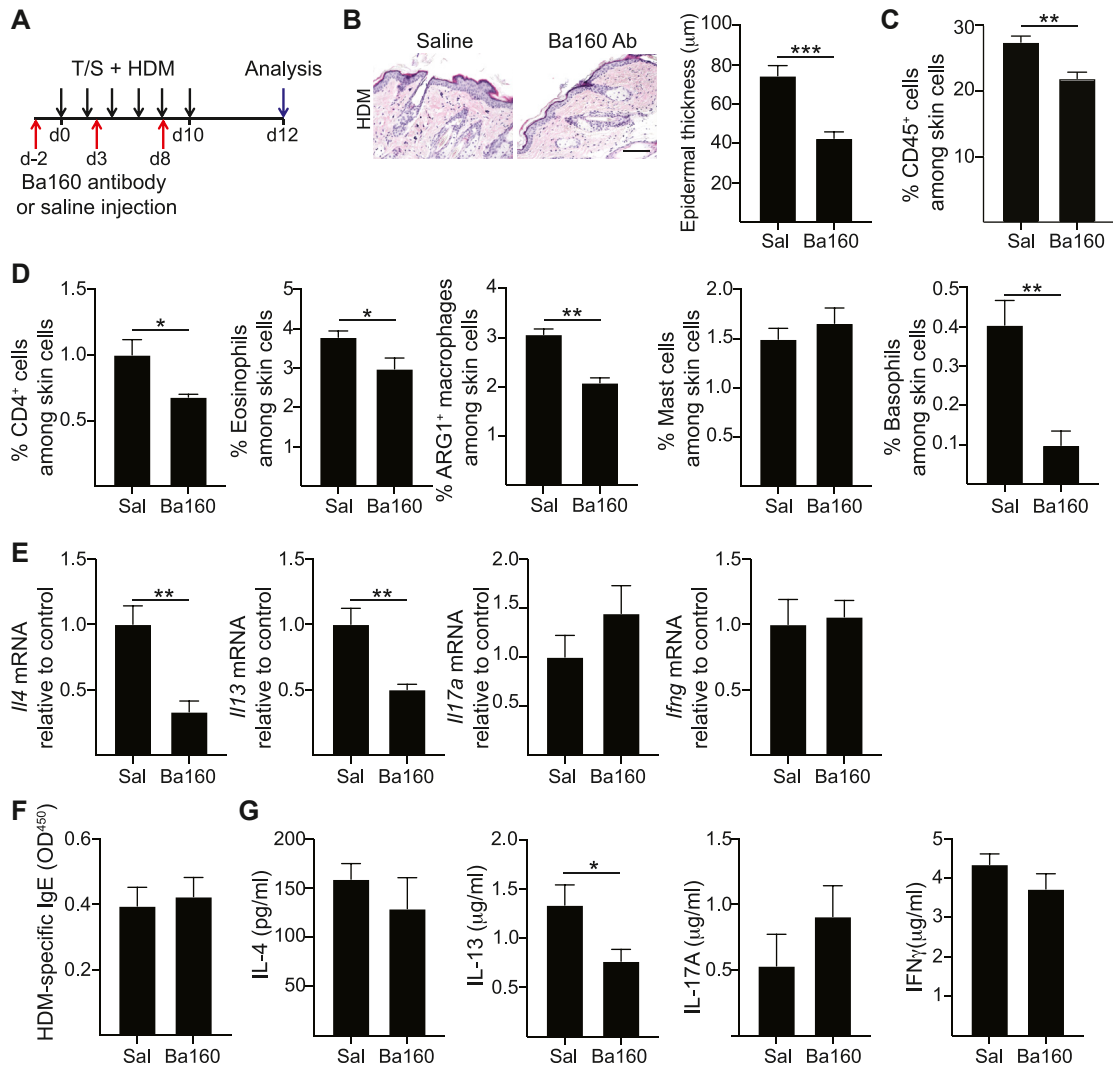 A
T/S + HDM
Analysis
d0
d10
d12
d-2
d3
d8
Ba160 antibody
or saline injection
B
Saline
Ba160 Ab
HDM
Epidermal thickness (μm)
80
60
40
20
***
Sal
Ba160
C
% CD45⁺ cells
among skin cells
30
20
10
**
Sal
Ba160
D
% CD4⁺ cells
among skin cells
1.5
1.0
0.5
*
Sal
Ba160
% Eosinophils
among skin cells
5
4
3
2
1
*
Sal
Ba160
% ARG1⁺ macrophages
among skin cells
4
3
2
1
**
Sal
Ba160
% Mast cells
among skin cells
2.0
1.5
1.0
0.5
Sal
Ba160
% Basophils
among skin cells
0.5
0.4
0.3
0.2
0.1
**
Sal
Ba160
E
Il4 mRNA
relative to control
1.5
1.0
0.5
**
Sal
Ba160
Il13 mRNA
relative to control
1.5
1.0
0.5
**
Sal
Ba160
Il17a mRNA
relative to control
2.0
1.5
1.0
0.5
Sal
Ba160
Ifng mRNA
relative to control
1.5
1.0
0.5
Sal
Ba160
F
HDM-specific IgE (OD⁴⁵⁰)
0.6
0.4
0.2
Sal
Ba160
G
IL-4 (pg/ml)
200
150
100
50
Sal
Ba160
IL-13 (μg/ml)
2.0
1.5
1.0
0.5
*
Sal
Ba160
IL-17A (μg/ml)
1.5
1.0
0.5
Sal
Ba160
IFNγ(μg/ml)
5
4
3
2
1
Sal
Ba160